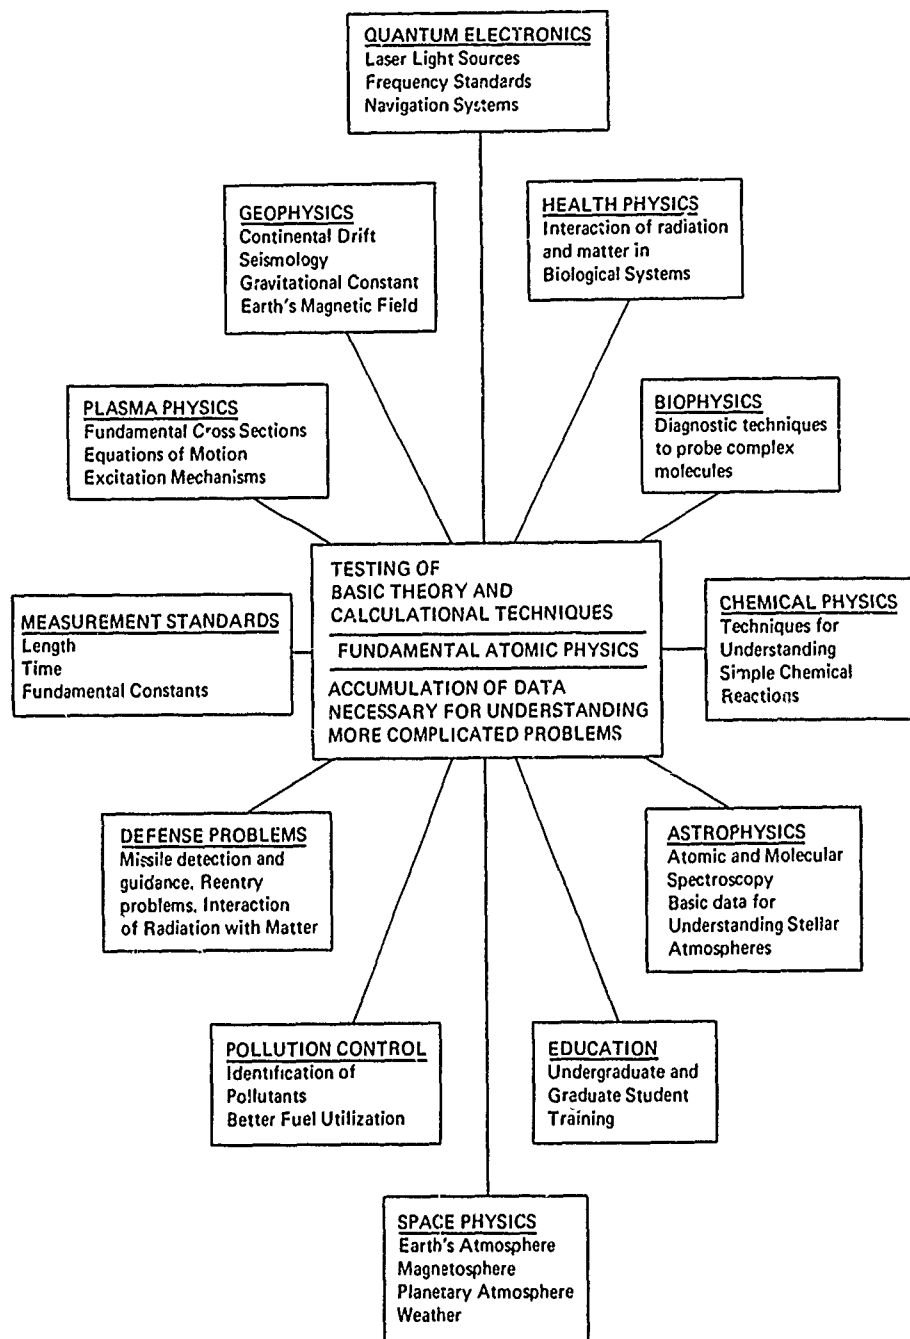 QUANTUM ELECTRONICS
Laser Light Sources
Frequency Standards
Navigation Systems
GEOPHYSICS
Continental Drift
Seismology
Gravitational Constant
Earth's Magnetic Field
HEALTH PHYSICS
Interaction of radiation
and matter in
Biological Systems
PLASMA PHYSICS
Fundamental Cross Sections
Equations of Motion
Excitation Mechanisms
BIOPHYSICS
Diagnostic techniques
to probe complex
molecules
TESTING OF
BASIC THEORY AND
CALCULATIONAL TECHNIQUES
FUNDAMENTAL ATOMIC PHYSICS
ACCUMULATION OF DATA
NECESSARY FOR UNDERSTANDING
MORE COMPLICATED PROBLEMS
MEASUREMENT STANDARDS
Length
Time
Fundamental Constants
CHEMICAL PHYSICS
Techniques for
Understanding
Simple Chemical
Reactions
DEFENSE PROBLEMS
Missile detection and
guidance, Reentry
problems, Interaction
of Radiation with Matter
ASTROPHYSICS
Atomic and Molecular
Spectroscopy
Basic data for
Understanding Stellar
Atmospheres
POLLUTION CONTROL
Identification of
Pollutants
Better Fuel Utilization
EDUCATION
Undergraduate and
Graduate Student
Training
SPACE PHYSICS
Earth's Atmosphere
Magnetosphere
Planetary Atmosphere
Weather